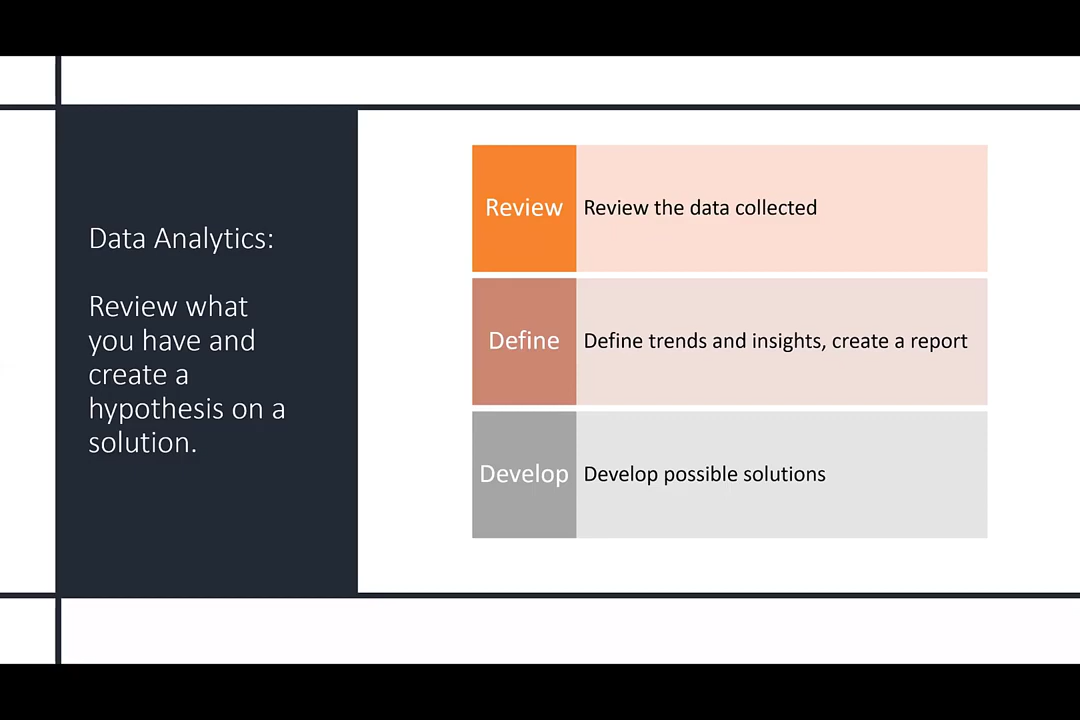 Data Analytics:
Review what
you have and
create a
hypothesis on a
solution.
Review
Review the data collected
Define
Define trends and insights, create a report
Develop
Develop possible solutions